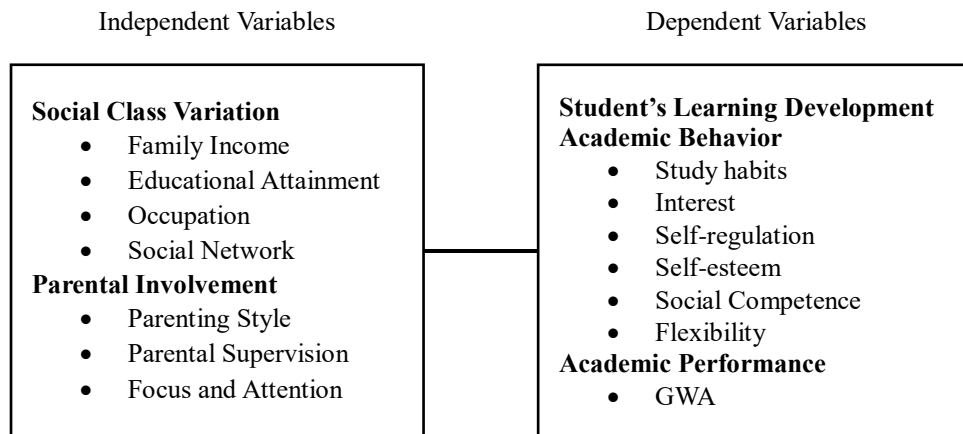 Independent Variables
Dependent Variables
Social Class Variation
• Family Income
• Educational Attainment
• Occupation
• Social Network
Parental Involvement
• Parenting Style
• Parental Supervision
• Focus and Attention
Student’s Learning Development
Academic Behavior
• Study habits
• Interest
• Self-regulation
• Self-esteem
• Social Competence
• Flexibility
Academic Performance
• GWA